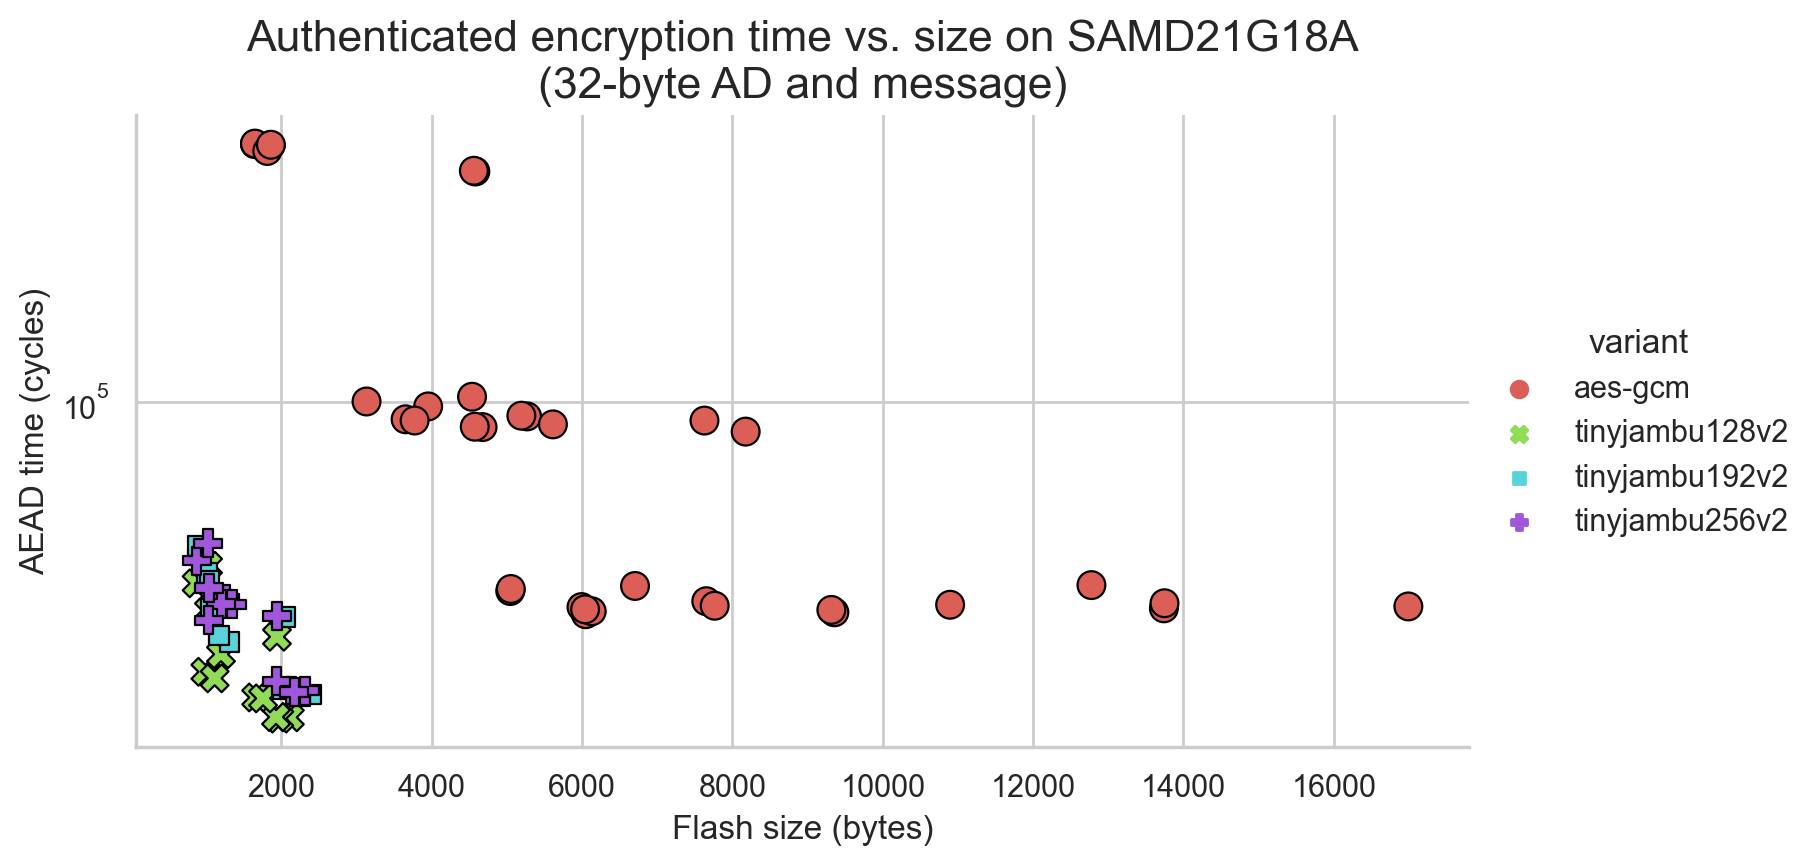 Authenticated encryption time vs. size on SAMD21G18A
(32-byte AD and message)
AEAD time (cycles)
10^5
2000 4000 6000 8000 10000 12000 14000 16000
Flash size (bytes)
variant
aes-gcm
tinyjambu128v2
tinyjambu192v2
tinyjambu256v2